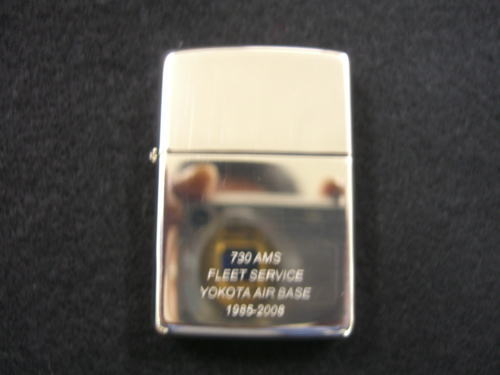 730 AMS
FLEET SERVICE
YOKOTA AIR BASE
1985-2008